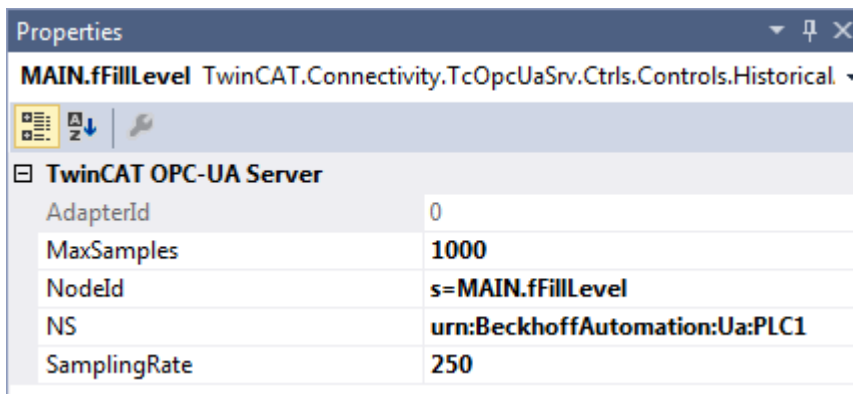 Properties
MAIN.fFillLevel TwinCAT.Connectivity.TcOpcUaSrv.Ctrls.Controls.Historical.
TwinCAT OPC-UA Server
AdapterId 0
MaxSamples 1000
NodeId s=MAIN.fFillLevel
NS urn:BeckhoffAutomation:Ua:PLC1
SamplingRate 250